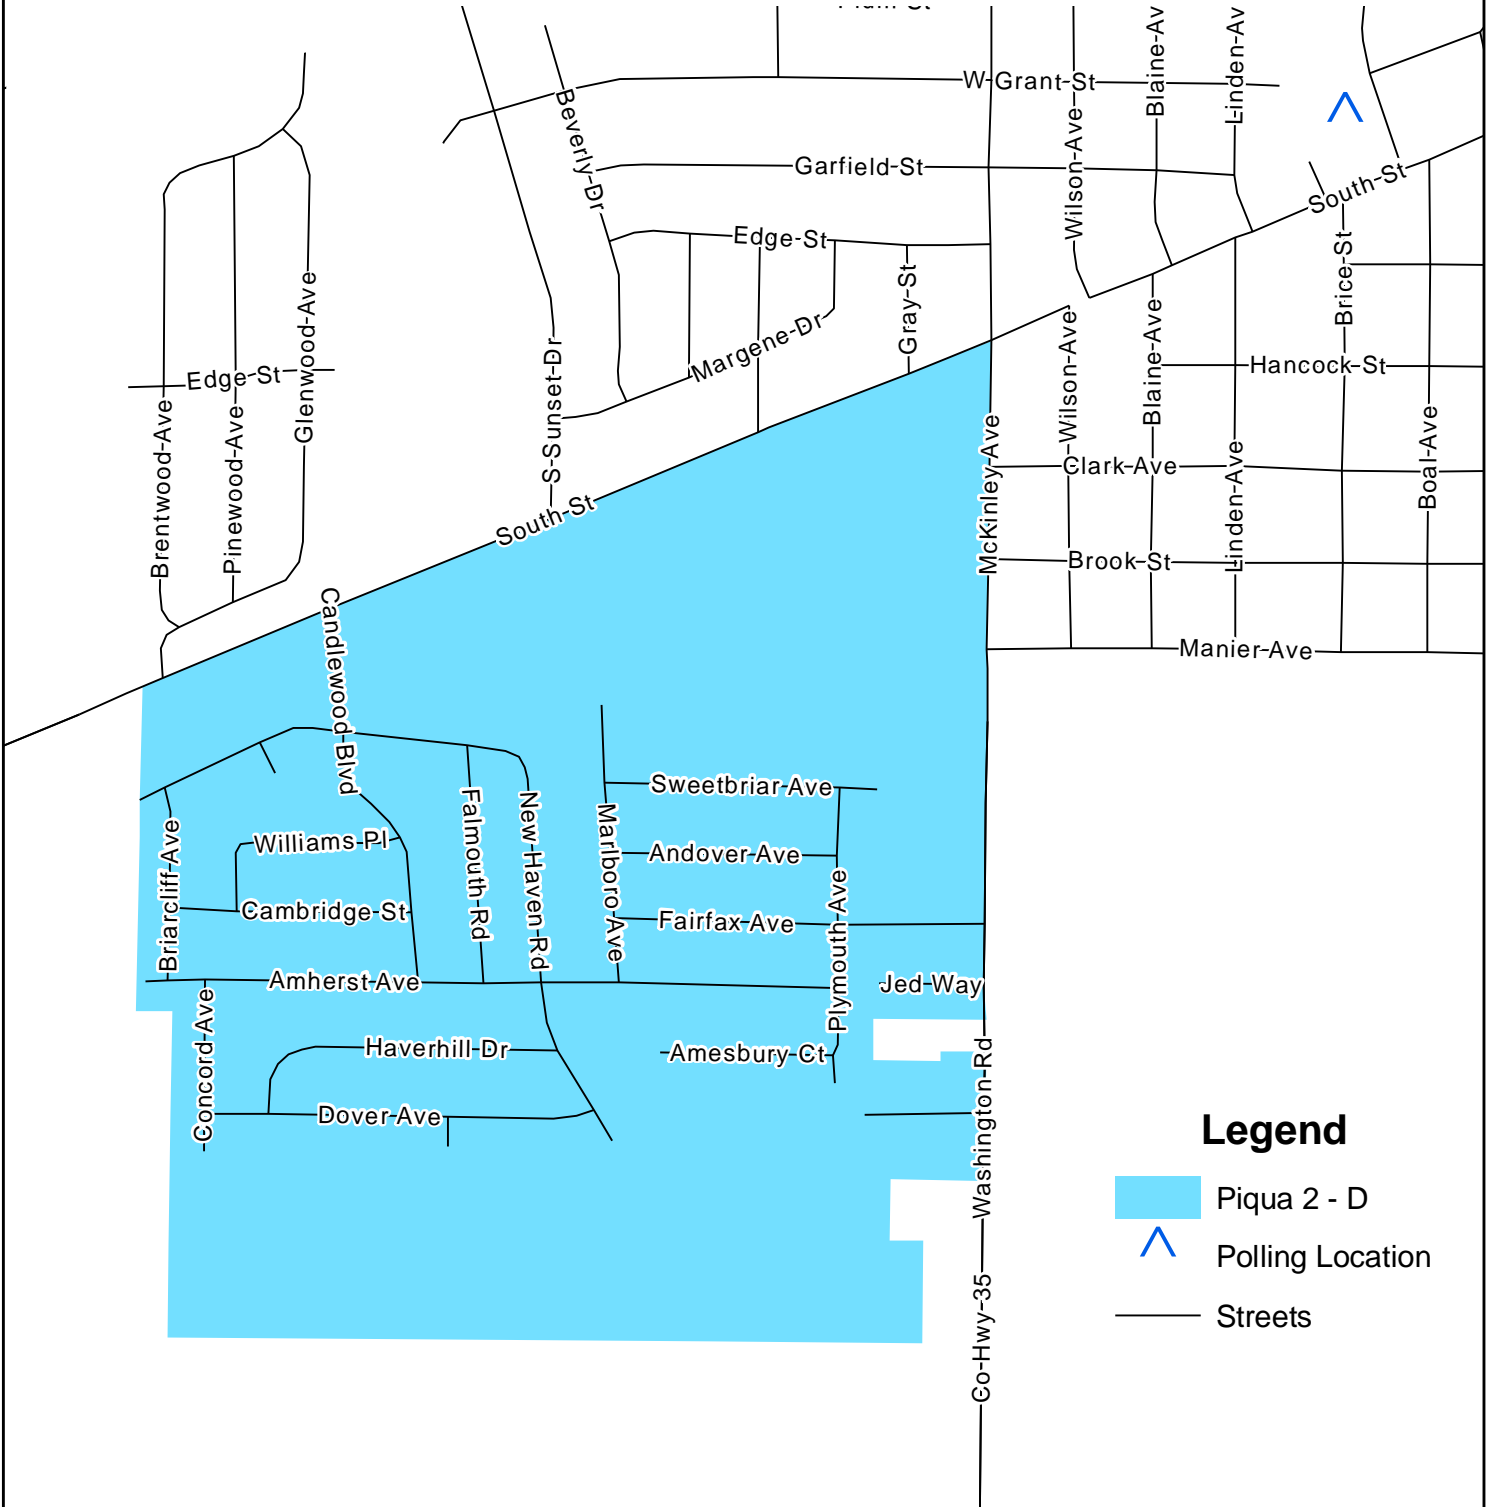 W Grant St
Blaine-Av
Linden-Av
Beverly-Dr
Wilson-Ave
Garfield-St
South-St
Edge-St
Gray-St
Brice-St
Margene-Dr
Glenwood-Ave
Edge-St
S-Sunset-Dr
Wilson-Ave
Blaine-Ave
Hancock-St
Brentwood-Ave
Pinewood-Ave
McKinley-Ave
Clark-Ave
Linden-Ave
Boal-Ave
South-St
Brook-St
Candlewood-Blvd
Manier-Ave
Sweetbriar Ave
Falmouth Rd
New Haven Rd
Marlboro Ave
Williams-Pl
Andover Ave
Briarcliff-Ave
Cambridge-St
Fairfax-Ave
Plymouth-Ave
Amherst Ave
Jed-Way
Concord-Ave
Haverhill Dr
Amesbury-Ct
Dover Ave
Washington-Rd
Co-Hwy-35
Legend
Piqua 2 - D
Polling Location
Streets